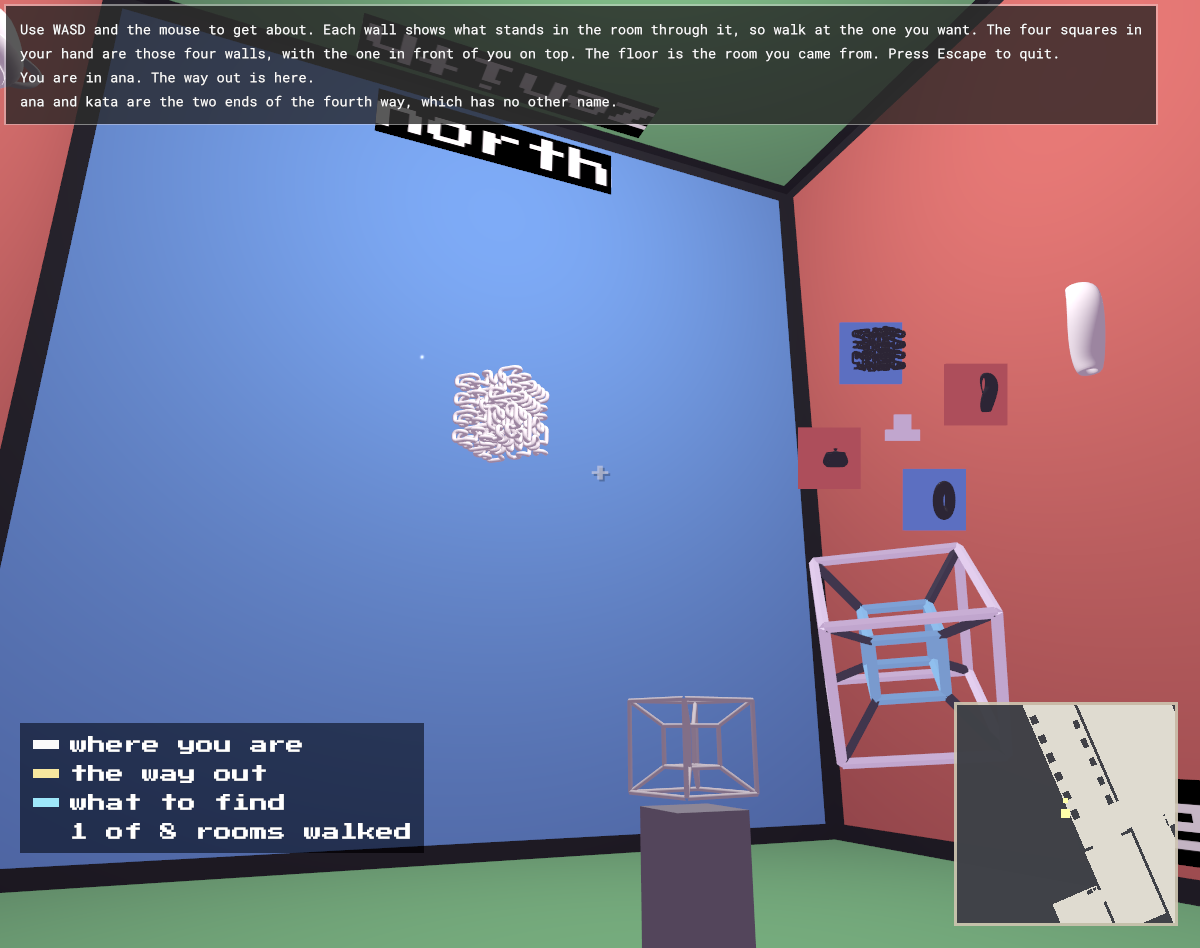 Use WASD and the mouse to get about. Each wall shows what stands in the room through it, so walk at the one you want. The four squares in
your hand are those four walls, with the one in front of you on top. The floor is the room you came from. Press Escape to quit.
You are in ana. The way out is here.
ana and kata are the two ends of the fourth way, which has no other name.
north
where you are
the way out
what to find
1 of 8 rooms walked